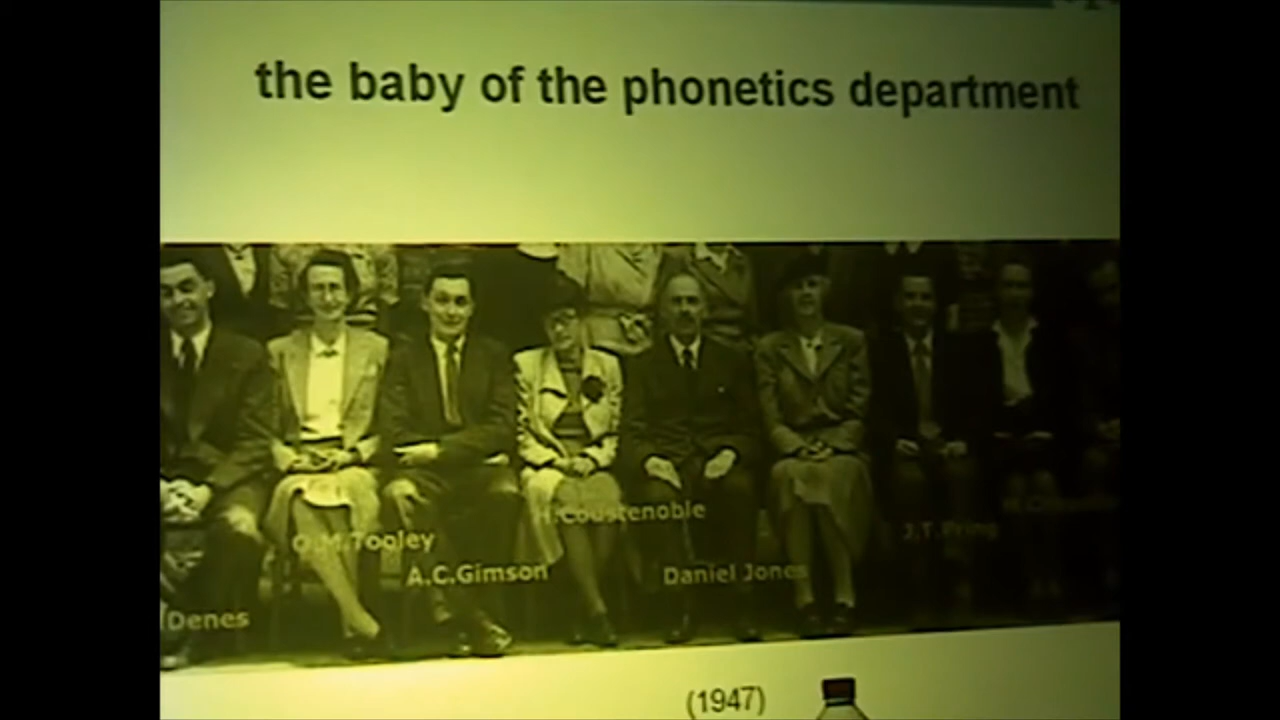 the baby of the phonetics department
H.Coustenoble
O.M.Tooley
J.T.Pring
A.C.Gimson
Daniel Jones
Denes
(1947)